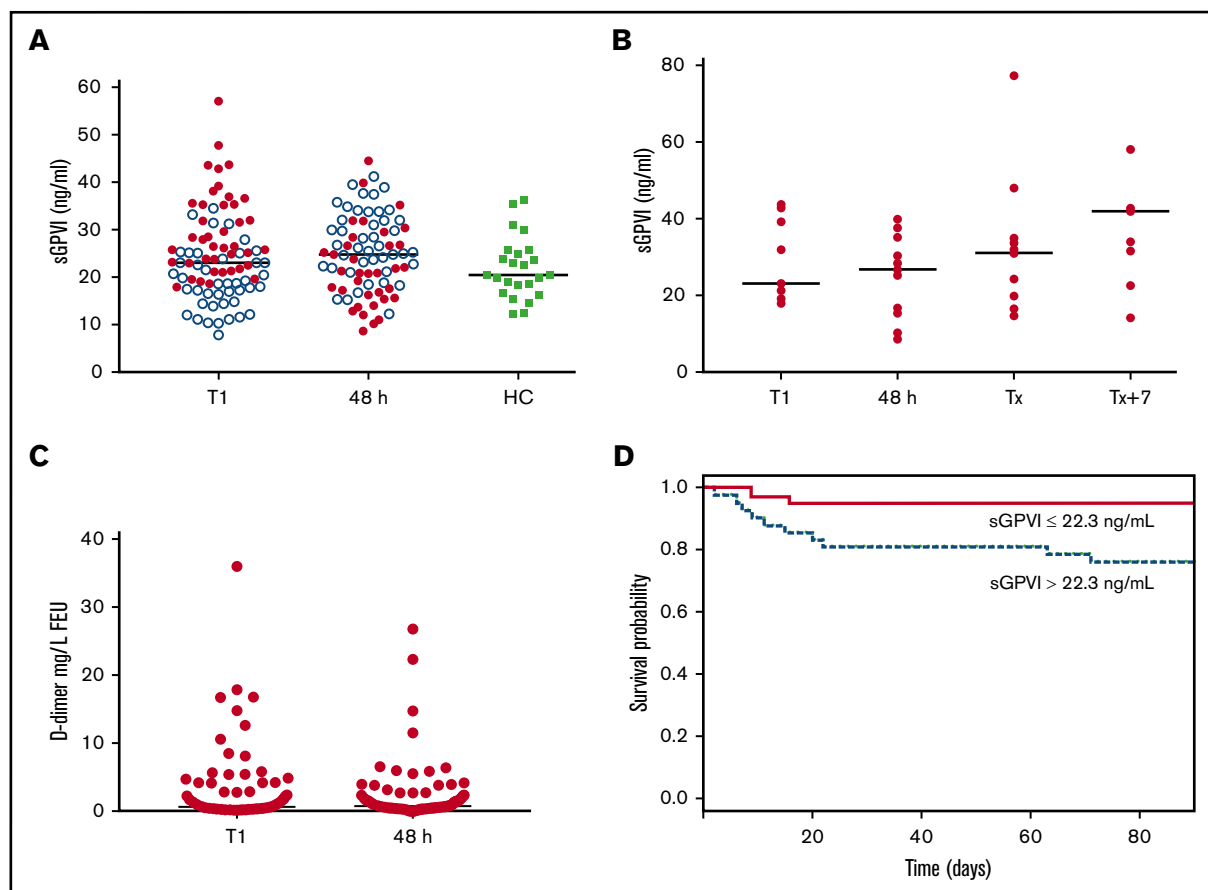 A
sGPVI (ng/ml)
60
50
40
30
20
10
0
T1 48 h HC
B
sGPVI (ng/ml)
80
60
40
20
0
T1 48 h Tx Tx+7
C
D-dimer mg/L FEU
40
30
20
10
0
T1 48 h
D
Survival probability
1.0
0.8
0.6
0.4
0.2
0.0
sGPVI ≤ 22.3 ng/mL
sGPVI > 22.3 ng/mL
20 40 60 80
Time (days)